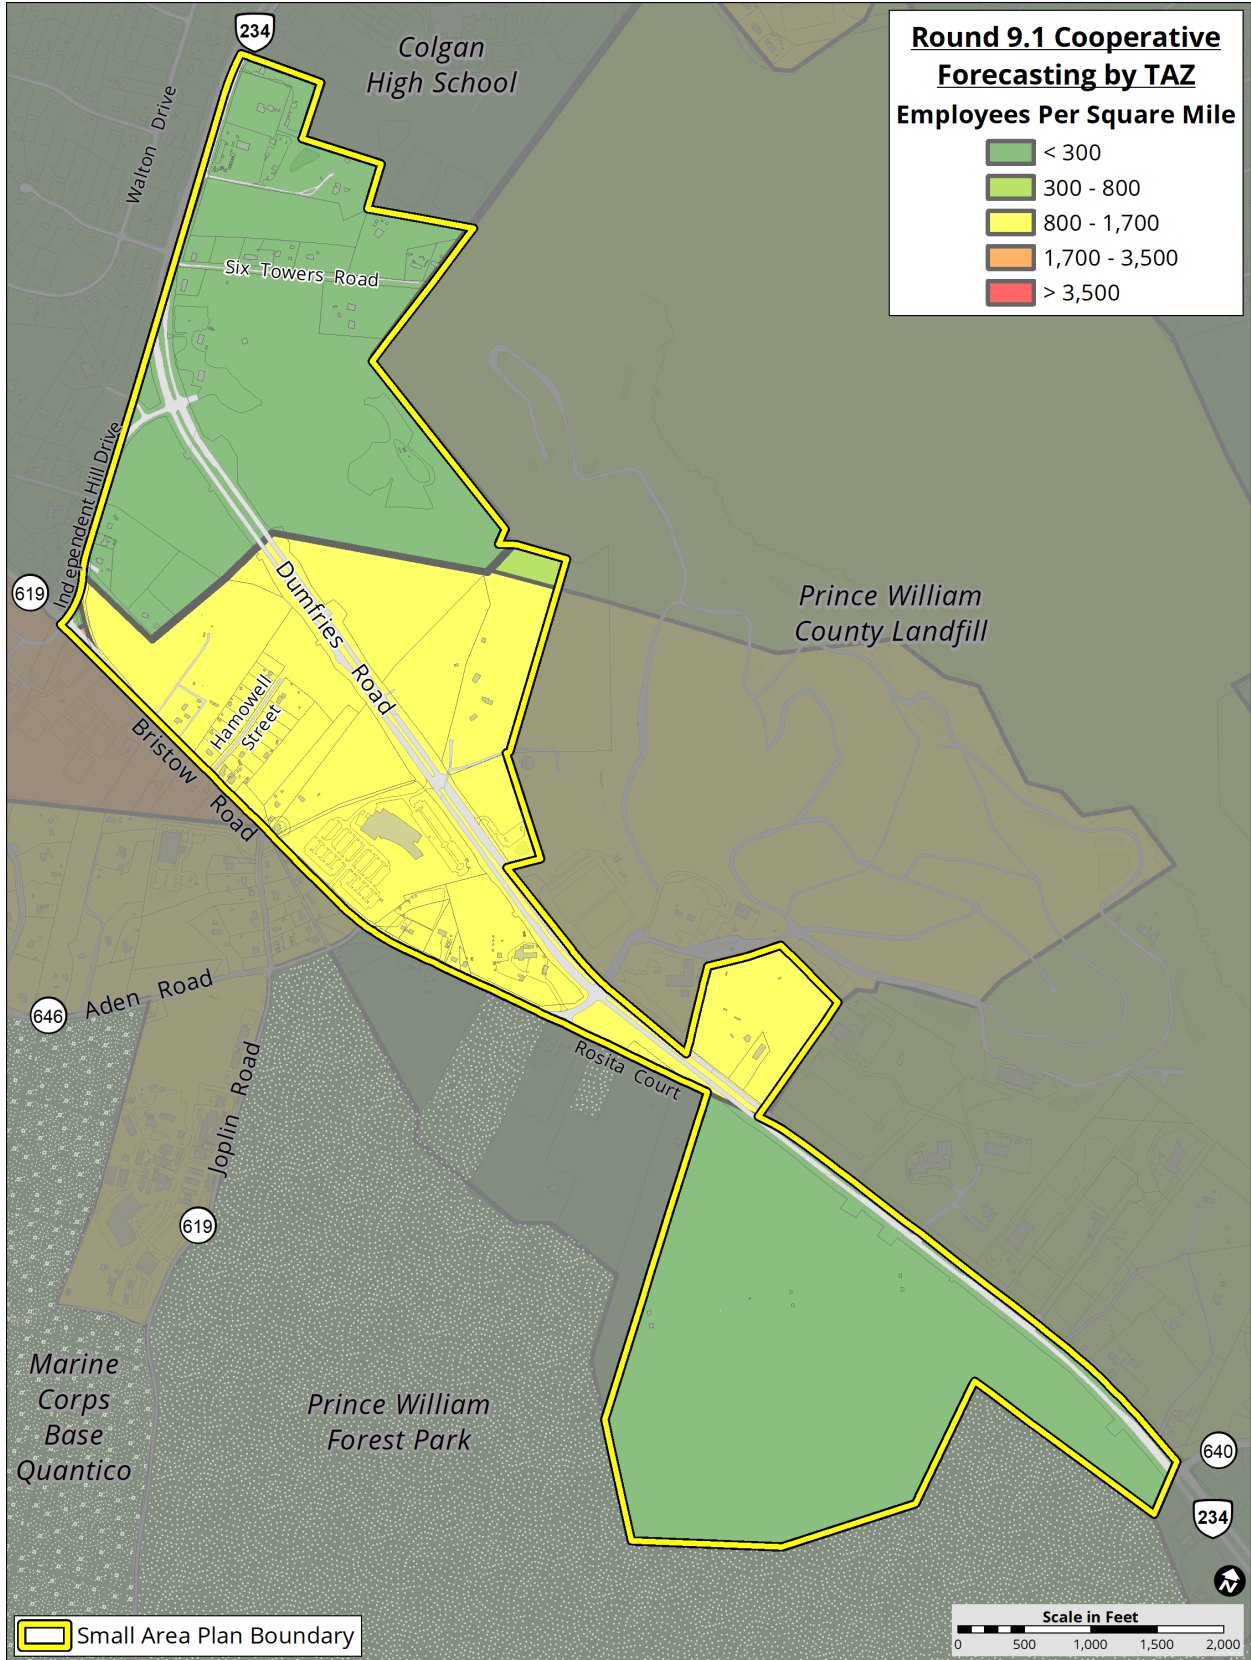 234
Colgan
High School
Round 9.1 Cooperative
Forecasting by TAZ
Employees Per Square Mile
< 300
300 - 800
800 - 1,700
1,700 - 3,500
> 3,500
Walton Drive
Six Towers Road
Independent Hill Drive
619
Dumfries Road
Prince William
County Landfill
Hamowell
Street
Bristow Road
Aden Road
646
Rosita Court
Joplin Road
619
Marine
Corps
Base
Quantico
Prince William
Forest Park
640
234
N
Small Area Plan Boundary
Scale in Feet
0 500 1,000 1,500 2,000